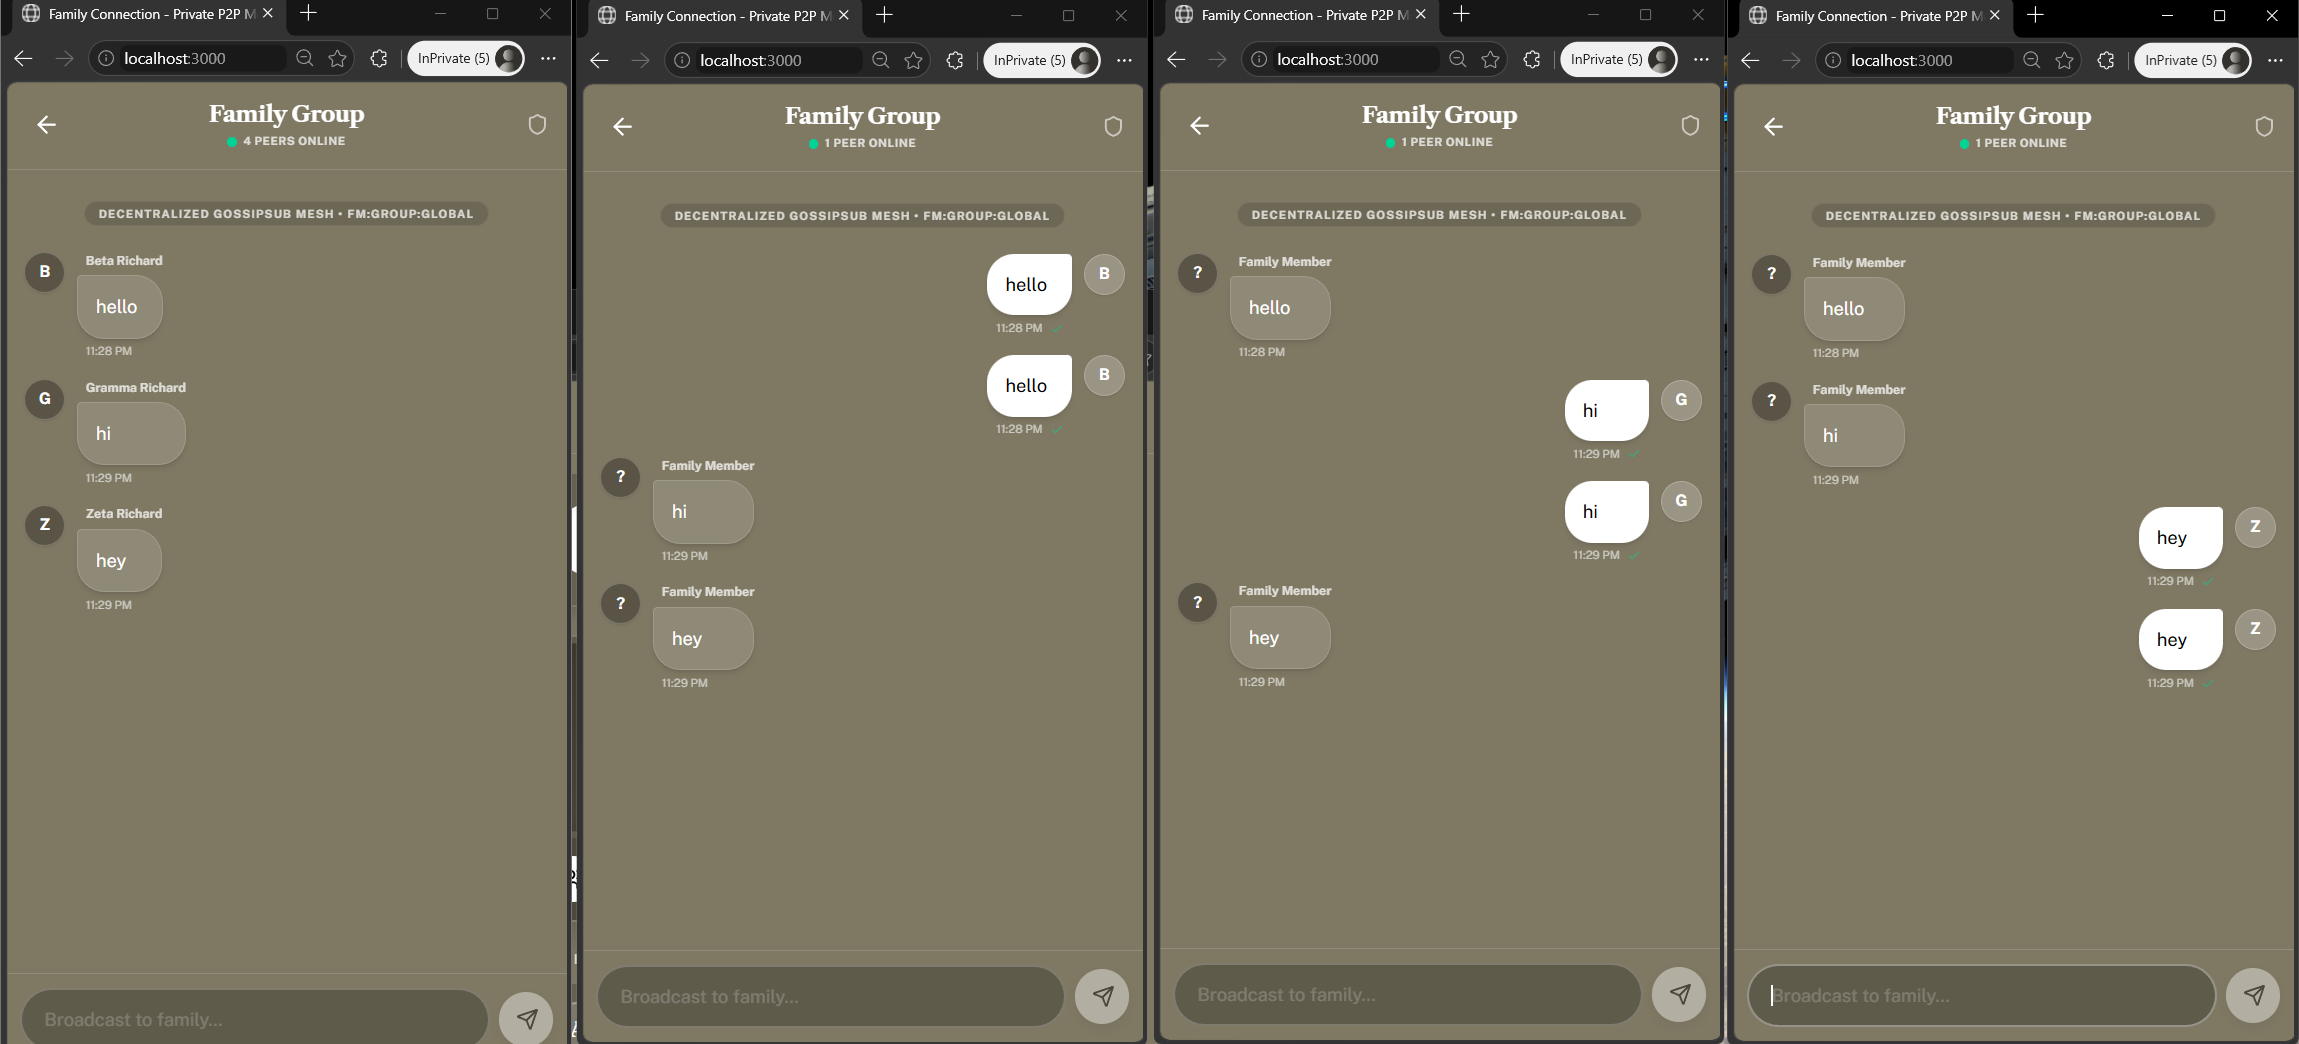 Family Connection - Private P2P M
localhost:3000
InPrivate (5)
Family Group
4 PEERS ONLINE
DECENTRALIZED GOSSIPSUB MESH • FM:GROUP:GLOBAL
B
Beta Richard
hello
11:28 PM
G
Gramma Richard
hi
11:29 PM
Z
Zeta Richard
hey
11:29 PM
Broadcast to family...
Family Connection - Private P2P M
localhost:3000
InPrivate (5)
Family Group
1 PEER ONLINE
DECENTRALIZED GOSSIPSUB MESH • FM:GROUP:GLOBAL
hello
B
11:28 PM
hello
B
11:28 PM
?
Family Member
hi
11:29 PM
?
Family Member
hey
11:29 PM
Broadcast to family...
Family Connection - Private P2P M
localhost:3000
InPrivate (5)
Family Group
1 PEER ONLINE
DECENTRALIZED GOSSIPSUB MESH • FM:GROUP:GLOBAL
?
Family Member
hello
11:28 PM
hi
G
11:29 PM
hi
G
11:29 PM
?
Family Member
hey
11:29 PM
Broadcast to family...
Family Connection - Private P2P M
localhost:3000
InPrivate (5)
Family Group
1 PEER ONLINE
DECENTRALIZED GOSSIPSUB MESH • FM:GROUP:GLOBAL
?
Family Member
hello
11:28 PM
?
Family Member
hi
11:29 PM
hey
Z
11:29 PM
hey
Z
11:29 PM
Broadcast to family...